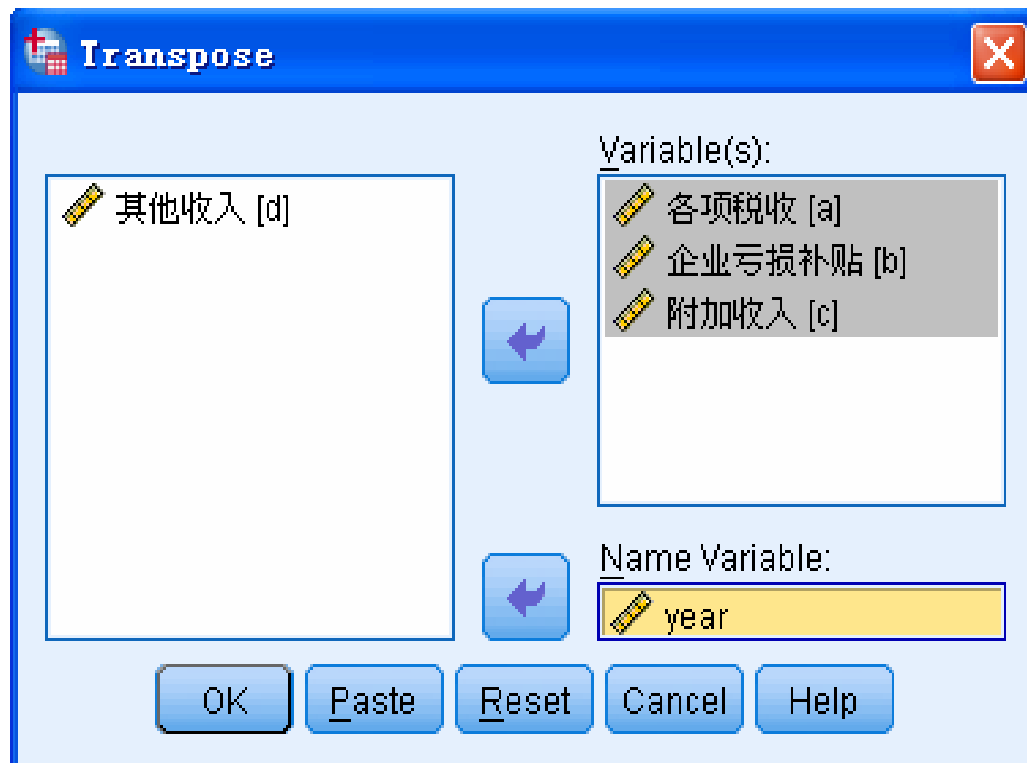 Transpose
Variable(s):
其他收入 [d]
各项税收 [a]
企业亏损补贴 [b]
附加收入 [c]
Name Variable:
year
OK Paste Reset Cancel Help